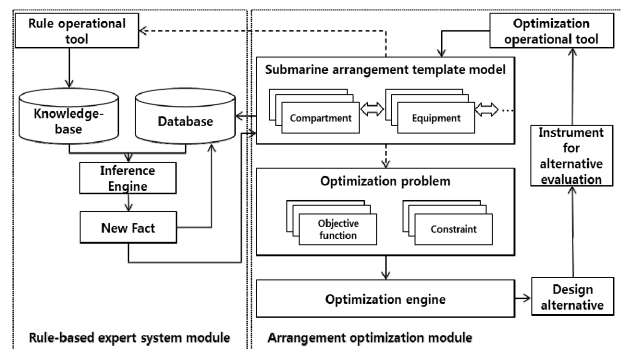 Rule operational
tool
Optimization
operational tool
Submarine arrangement template model
Compartment
Equipment
...
Knowledge-
base
Database
Instrument
for
alternative
evaluation
Inference
Engine
Optimization problem
Objective
function
Constraint
New Fact
Optimization engine
Design
alternative
Rule-based expert system module
Arrangement optimization module